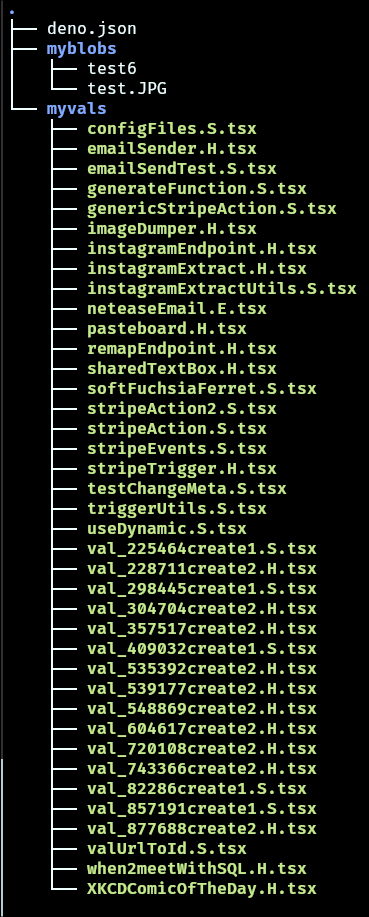 .
├── deno.json
├── myblobs
│   ├── test6
│   └── test.JPG
└── myvals
    ├── configFiles.S.tsx
    ├── emailSender.H.tsx
    ├── emailSendTest.S.tsx
    ├── generateFunction.S.tsx
    ├── genericStripeAction.S.tsx
    ├── imageDumper.H.tsx
    ├── instagramEndpoint.H.tsx
    ├── instagramExtract.H.tsx
    ├── instagramExtractUtils.S.tsx
    ├── neteaseEmail.E.tsx
    ├── pasteboard.H.tsx
    ├── remapEndpoint.H.tsx
    ├── sharedTextBox.H.tsx
    ├── softFuchsiaFerret.S.tsx
    ├── stripeAction2.S.tsx
    ├── stripeAction.S.tsx
    ├── stripeEvents.S.tsx
    ├── stripeTrigger.H.tsx
    ├── testChangeMeta.S.tsx
    ├── triggerUtils.S.tsx
    ├── useDynamic.S.tsx
    ├── val_225464create1.S.tsx
    ├── val_228711create2.H.tsx
    ├── val_298445create1.S.tsx
    ├── val_304704create2.H.tsx
    ├── val_357517create2.H.tsx
    ├── val_409032create1.S.tsx
    ├── val_535392create2.H.tsx
    ├── val_539177create2.H.tsx
    ├── val_548869create2.H.tsx
    ├── val_604617create2.H.tsx
    ├── val_720108create2.H.tsx
    ├── val_743366create2.H.tsx
    ├── val_82286create1.S.tsx
    ├── val_857191create1.S.tsx
    ├── val_877688create2.H.tsx
    ├── valUrlToId.S.tsx
    ├── when2meetWithSQL.H.tsx
    └── XKCDComicOfTheDay.H.tsx